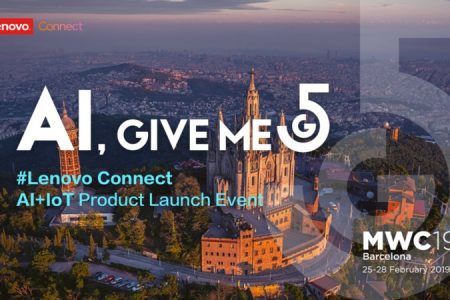 Lenovo Connect
AI, GIVE ME 5G
#Lenovo Connect
AI+IoT Product Launch Event
MWC19
Barcelona
25-28 February 2019